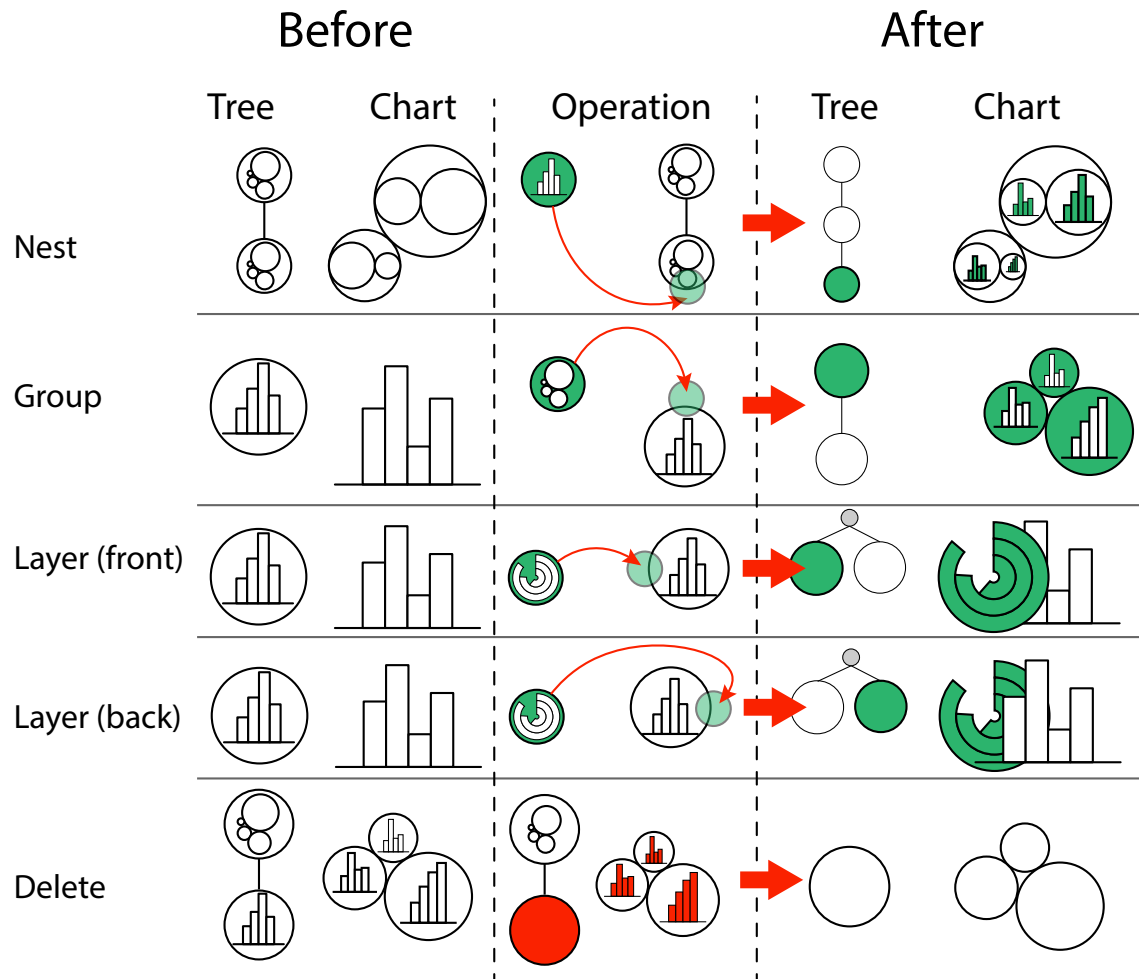 Before After
Tree Chart Operation Tree Chart
Nest
Group
Layer (front)
Layer (back)
Delete